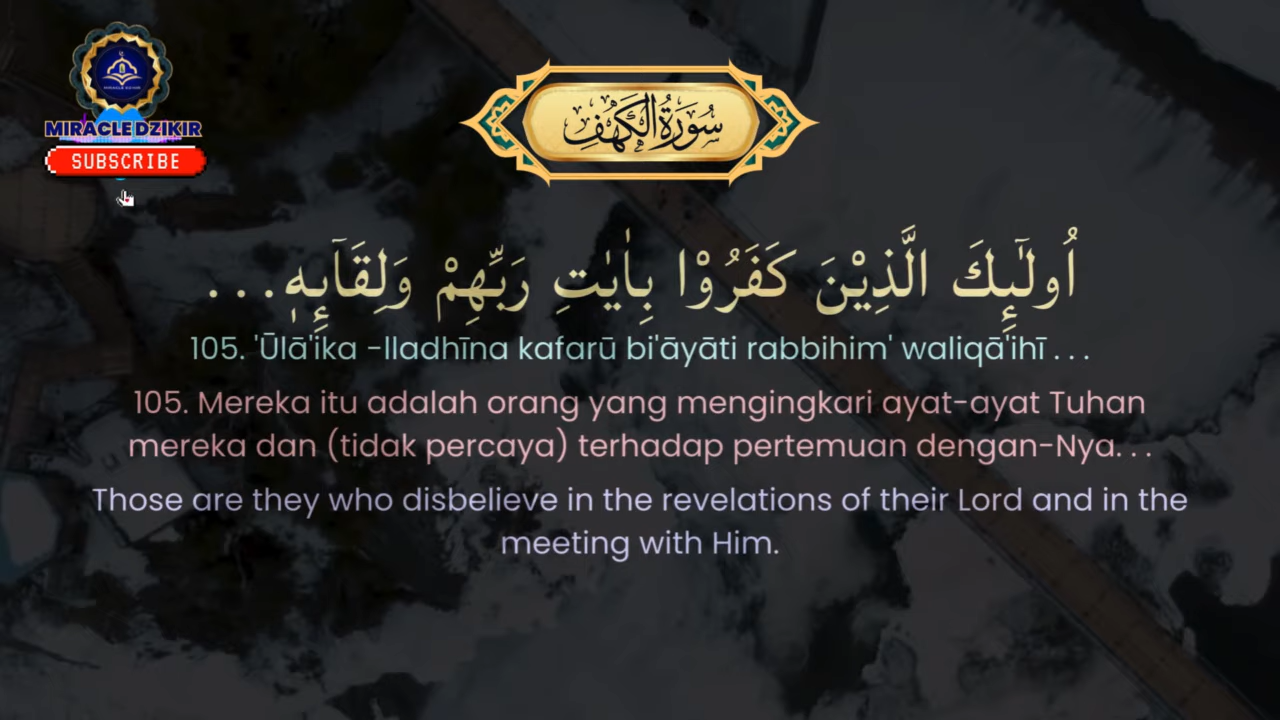 MIRACLE DZIKIR
MIRACLE DZIKIR
SUBSCRIBE
سُورَةُ الكَهْفِ
اُولٰۤىِٕكَ الَّذِيْنَ كَفَرُوْا بِاٰيٰتِ رَبِّهِمْ وَلِقَاۤىِٕهٖ...
105. 'Ūlā'ika –lladhīna kafarū bi'āyāti rabbihim' waliqā'ihī . . .
105. Mereka itu adalah orang yang mengingkari ayat-ayat Tuhan
mereka dan (tidak percaya) terhadap pertemuan dengan-Nya. . .
Those are they who disbelieve in the revelations of their Lord and in the
meeting with Him.